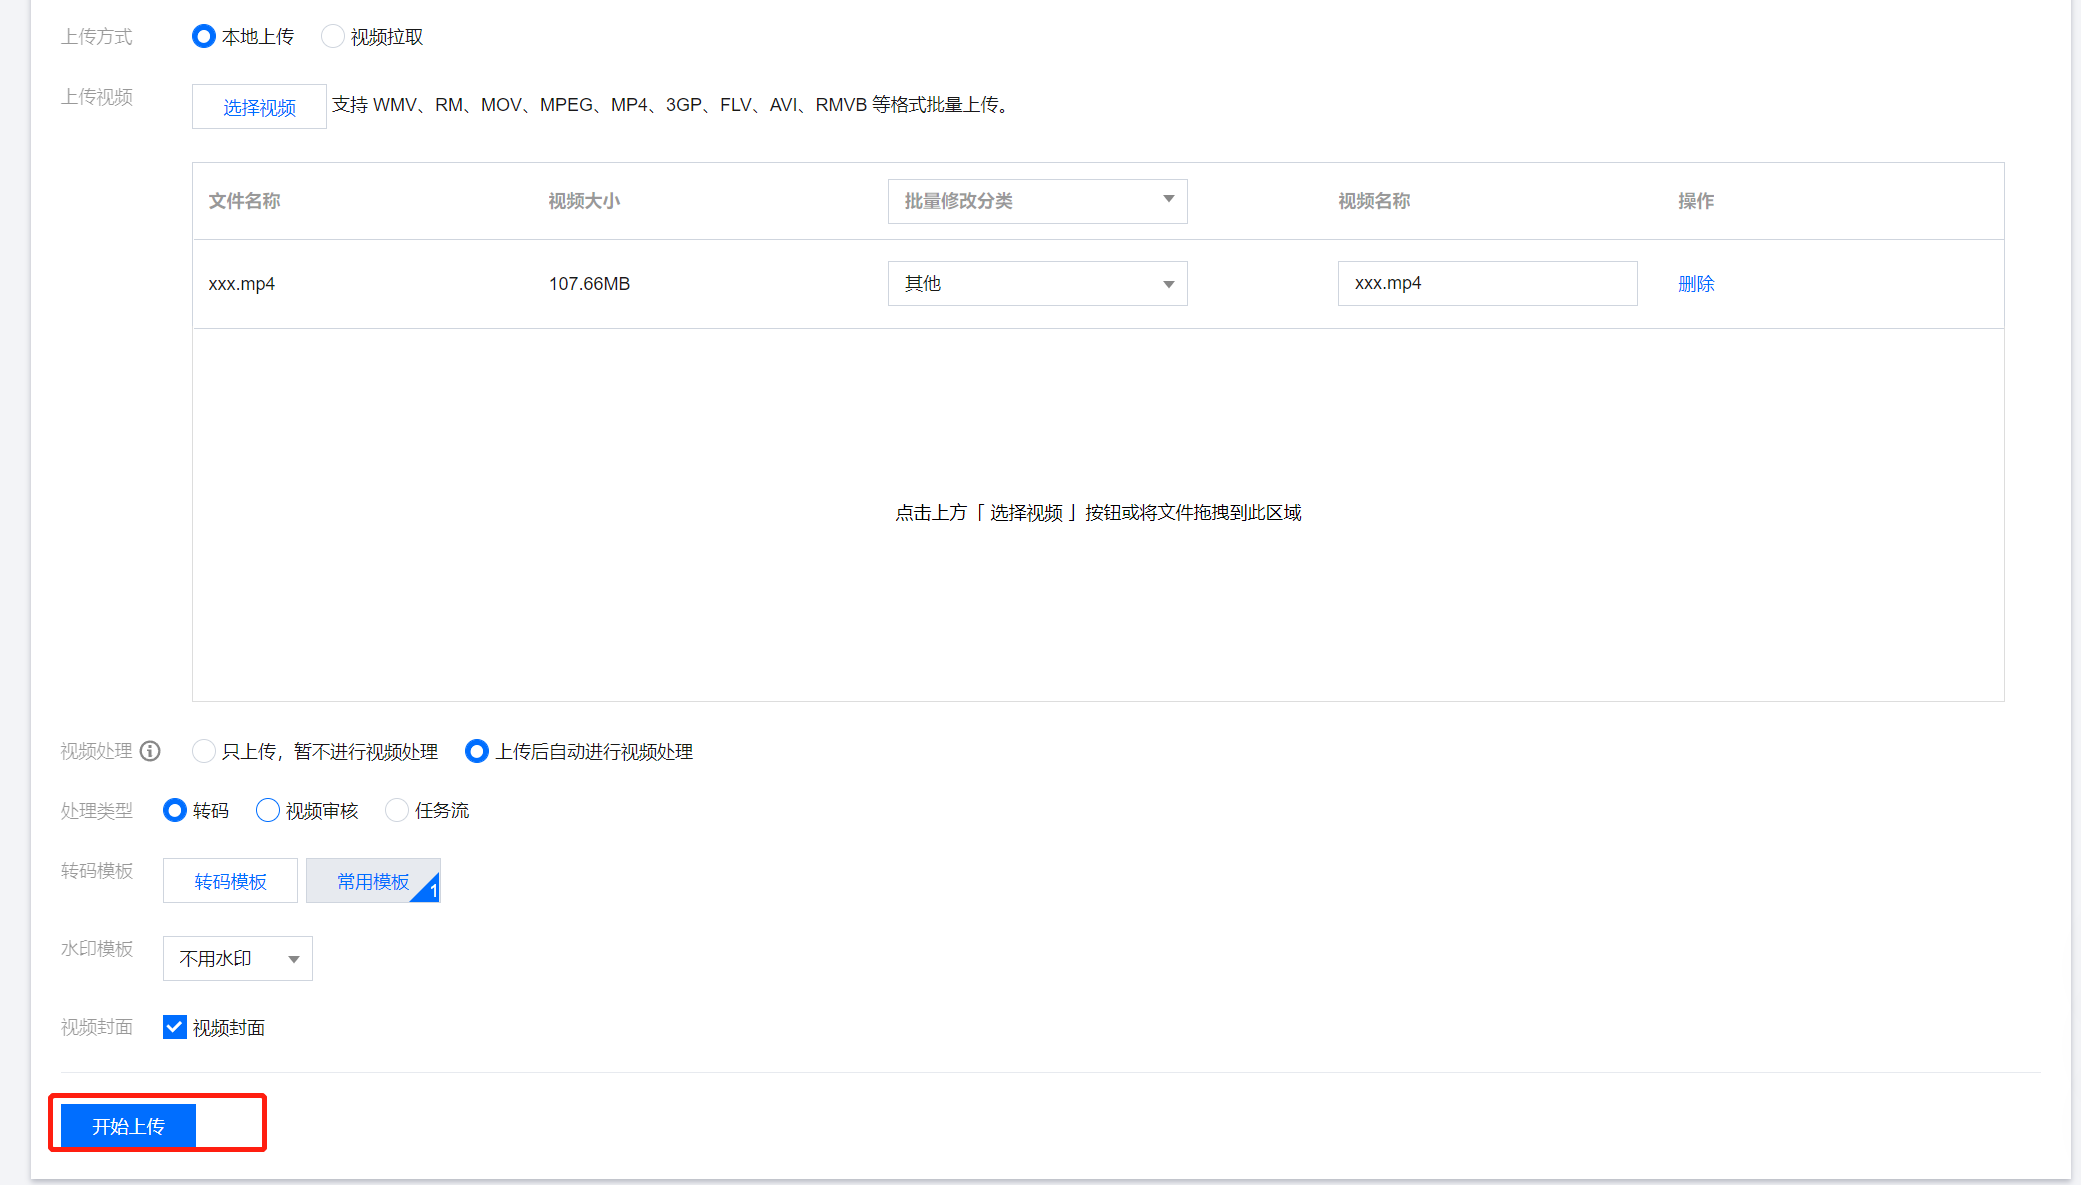 上传方式 本地上传 视频拉取
上传视频 选择视频 支持 WMV、RM、MOV、MPEG、MP4、3GP、FLV、AVI、RMVB 等格式批量上传。
文件名称 视频大小 批量修改分类 视频名称 操作
xxx.mp4 107.66MB 其他 xxx.mp4 删除
点击上方「 选择视频 」按钮或将文件拖拽到此区域
视频处理 只上传，暂不进行视频处理 上传后自动进行视频处理
处理类型 转码 视频审核 任务流
转码模板 转码模板 常用模板 1
水印模板 不用水印
视频封面 视频封面
开始上传